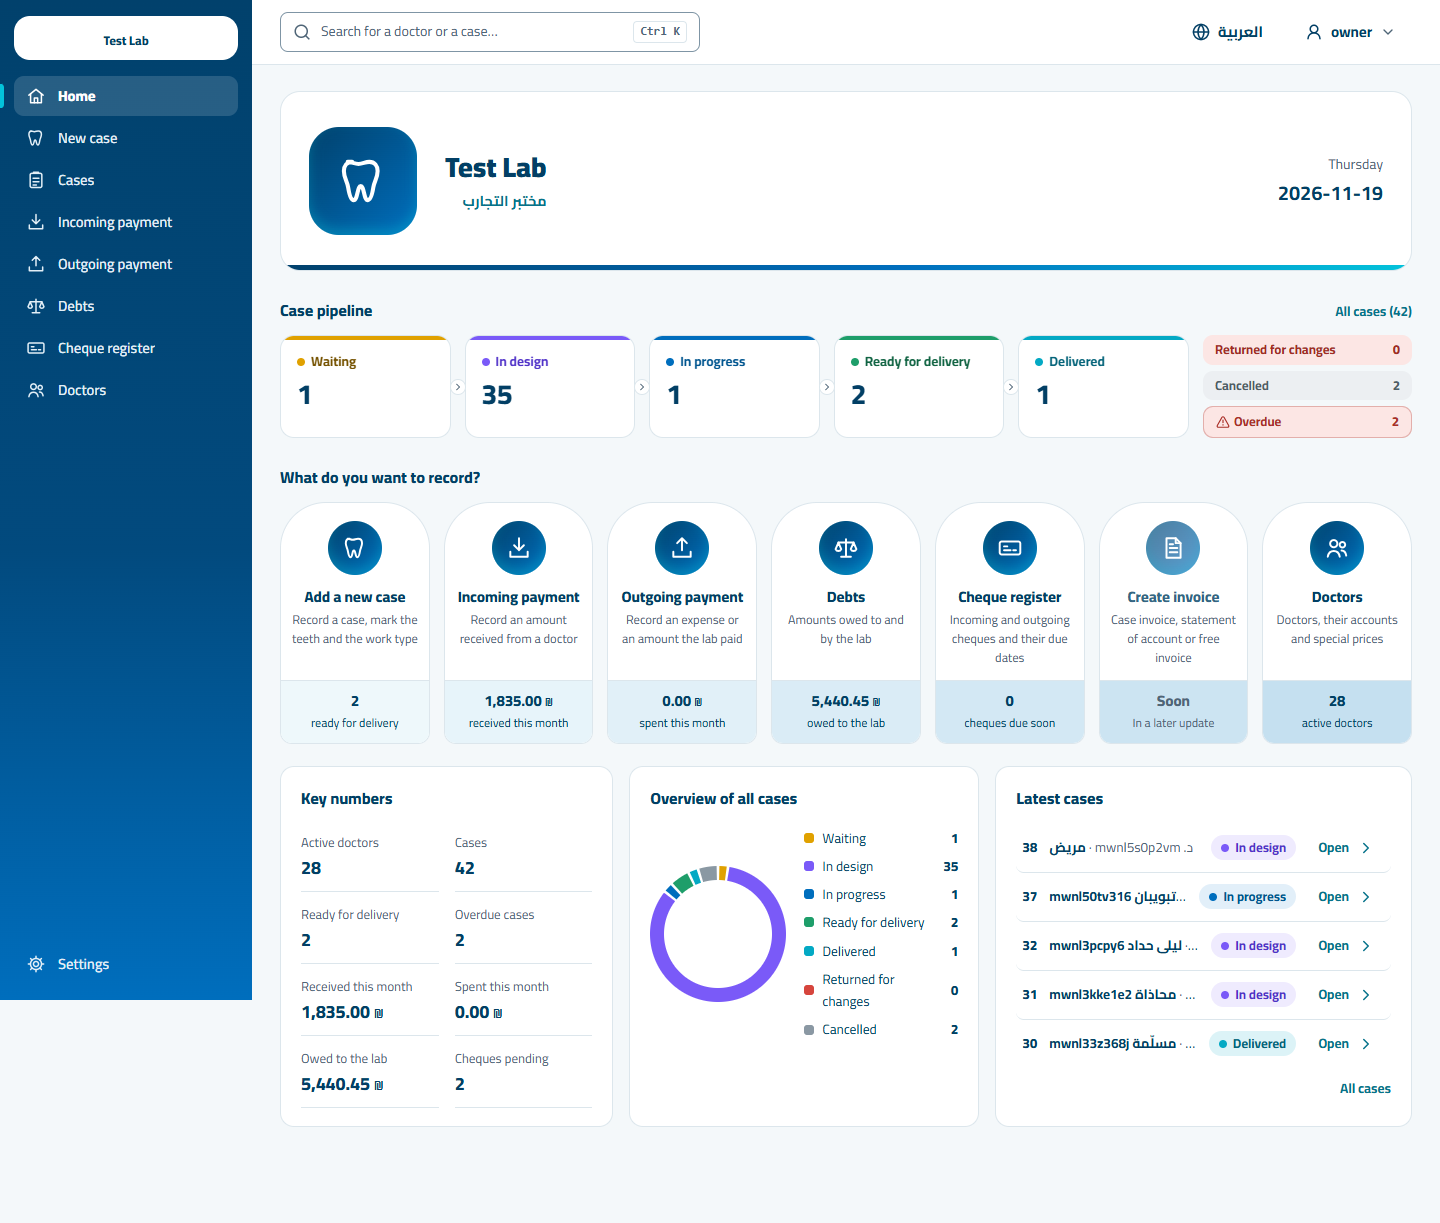 Test Lab
Home
New case
Cases
Incoming payment
Outgoing payment
Debts
Cheque register
Doctors
Settings
Search for a doctor or a case...
Ctrl K
العربية
owner
Test Lab
مختبر التجارب
Thursday
2026-11-19
Case pipeline
All cases (42)
Waiting
1
In design
35
In progress
1
Ready for delivery
2
Delivered
1
Returned for changes 0
Cancelled 2
Overdue 2
What do you want to record?
Add a new case
Record a case, mark the
teeth and the work type
2
ready for delivery
Incoming payment
Record an amount
received from a doctor
1,835.00 ₪
received this month
Outgoing payment
Record an expense or
an amount the lab paid
0.00 ₪
spent this month
Debts
Amounts owed to and
by the lab
5,440.45 ₪
owed to the lab
Cheque register
Incoming and outgoing
cheques and their due
dates
0
cheques due soon
Create invoice
Case invoice, statement
of account or free
invoice
Soon
In a later update
Doctors
Doctors, their accounts
and special prices
28
active doctors
Key numbers
Active doctors
28
Cases
42
Ready for delivery
2
Overdue cases
2
Received this month
1,835.00 ₪
Spent this month
0.00 ₪
Owed to the lab
5,440.45 ₪
Cheques pending
2
Overview of all cases
Waiting 1
In design 35
In progress 1
Ready for delivery 2
Delivered 1
Returned for
changes 0
Cancelled 2
Latest cases
38 مريض · mwnl5s0p2vm د. In design Open
37 mwnl50tv316 تبويبان... In progress Open
32 mwnl3pcpy6 ليلى حداد ·... In design Open
31 mwnl3kke1e2 محاذاة · ... In design Open
30 mwnl33z368j مسلّمة · ... Delivered Open
All cases